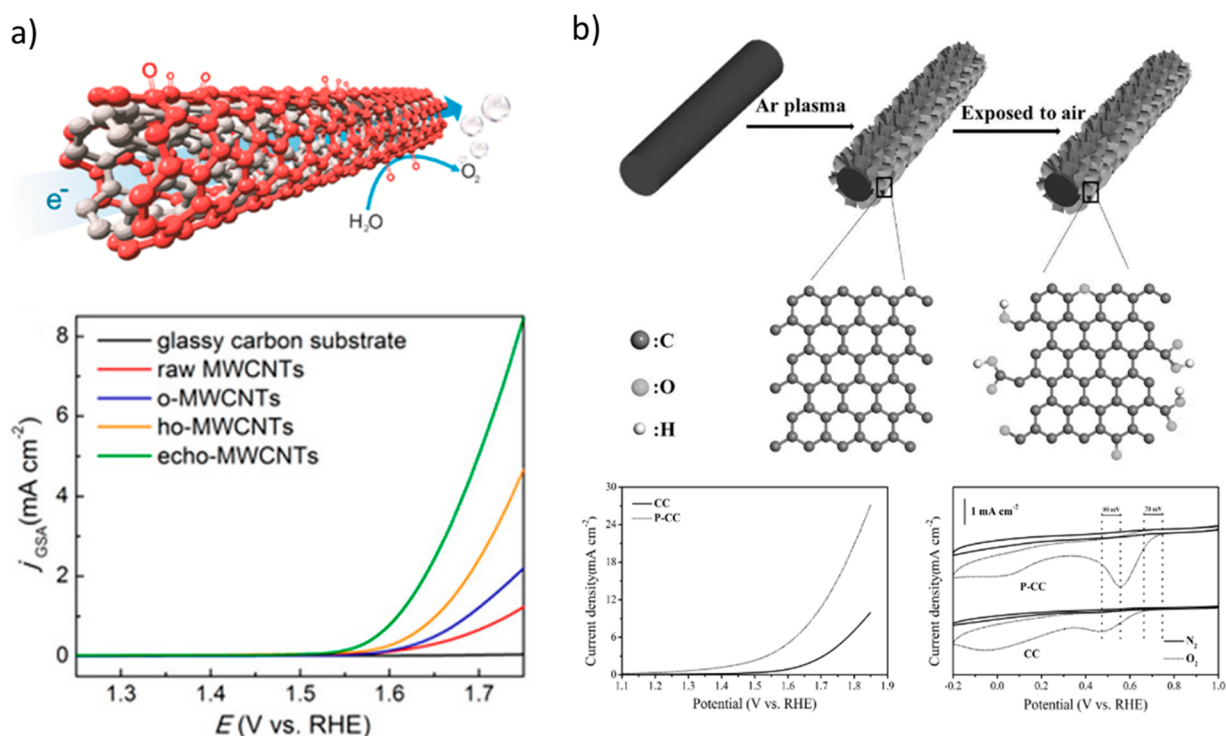 a)
O o o
e⁻
O₂
H₂O
8
6
4
2
0
j GSA (mA cm⁻²)
glassy carbon substrate
raw MWCNTs
o-MWCNTs
ho-MWCNTs
echo-MWCNTs
1.3 1.4 1.5 1.6 1.7
E (V vs. RHE)
b)
Ar plasma
Exposed to air
:C
:O
:H
30
24
18
12
6
0
Current density(mA cm⁻²)
CC
P-CC
1.1 1.2 1.3 1.4 1.5 1.6 1.7 1.8 1.9
Potential (V vs. RHE)
1 mA cm⁻²
90 mV 70 mV
P-CC
CC
N₂
O₂
Current density(mA cm⁻²)
-0.2 0.0 0.2 0.4 0.6 0.8 1.0
Potential (V vs. RHE)